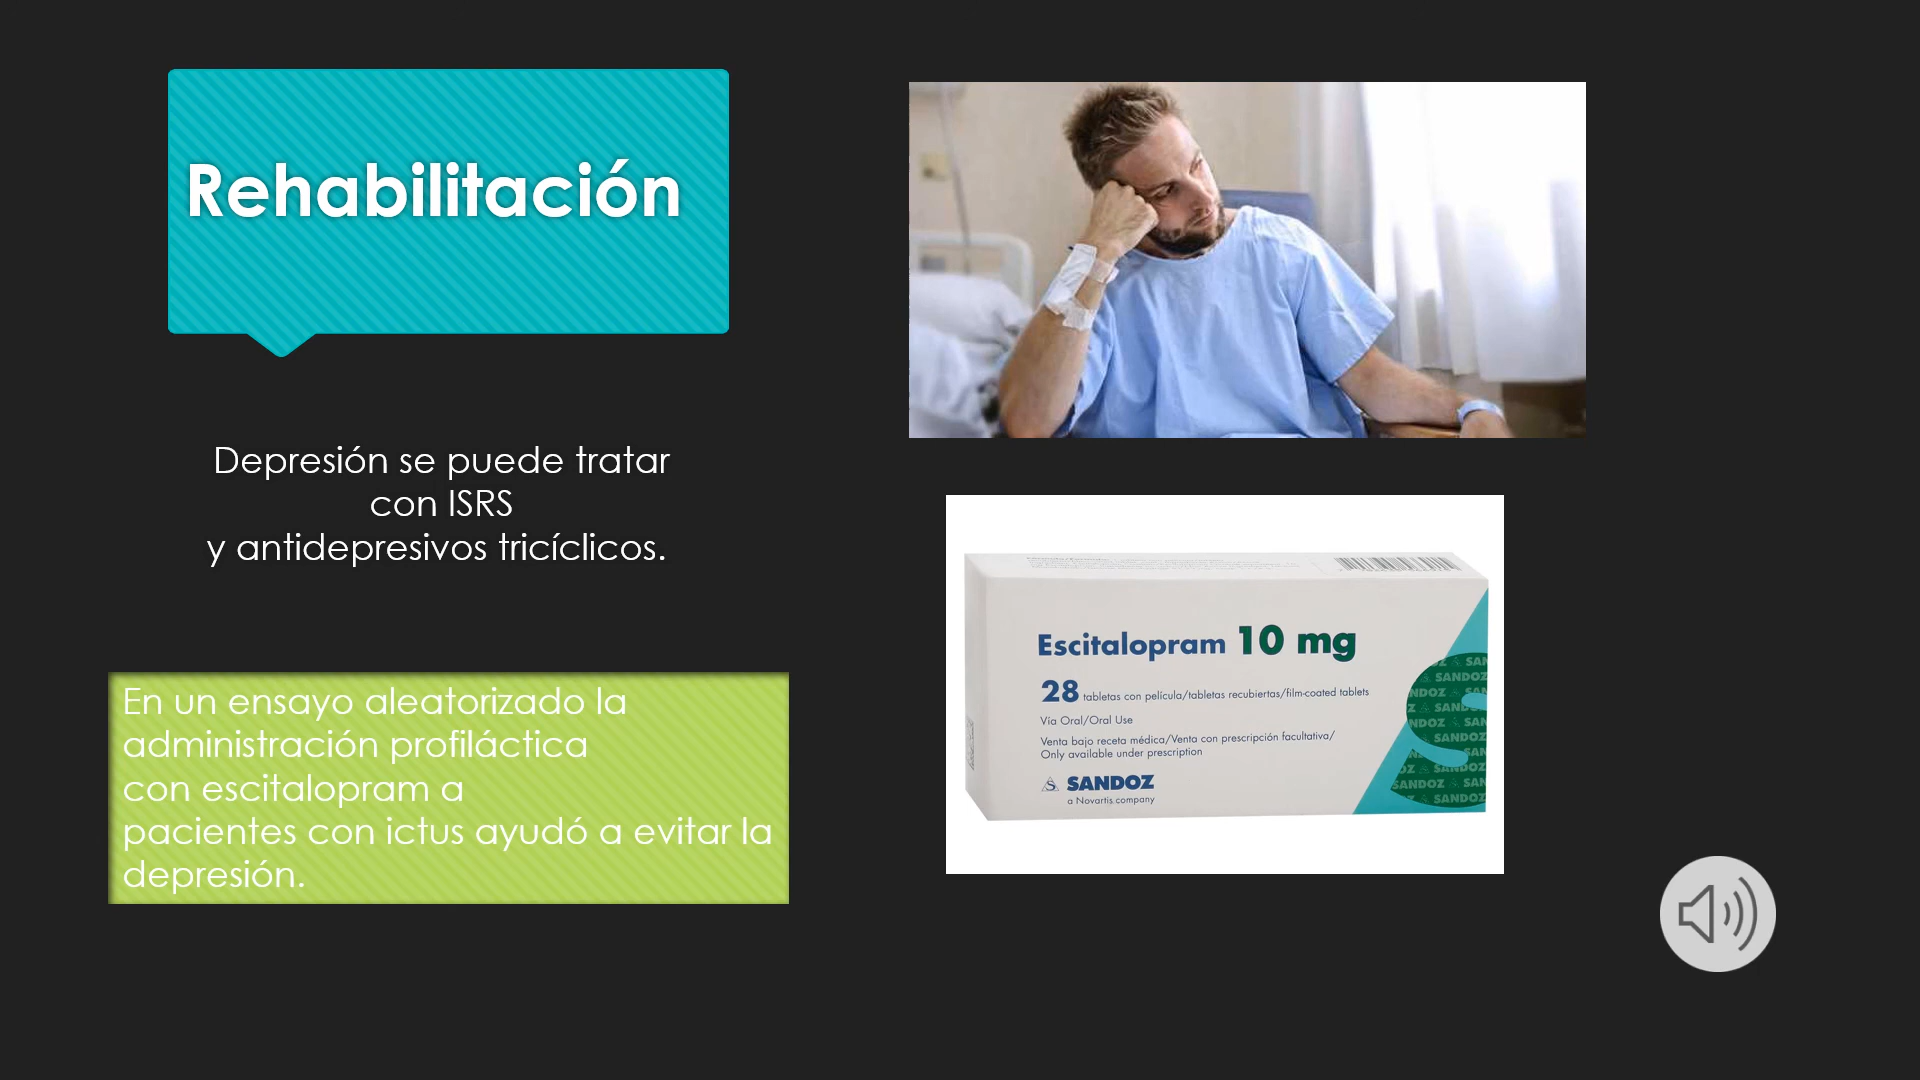 Rehabilitación
Depresión se puede tratar
con ISRS
y antidepresivos tricíclicos.
En un ensayo aleatorizado la
administración profiláctica
con escitalopram a
pacientes con ictus ayudó a evitar la
depresión.
Escitalopram 10 mg
28 tabletas con película/tabletas recubiertas/film-coated tablets
Vía Oral/Oral Use
Venta bajo receta médica/Venta con prescripción facultativa/
Only available under prescription
SANDOZ
a Novartis company